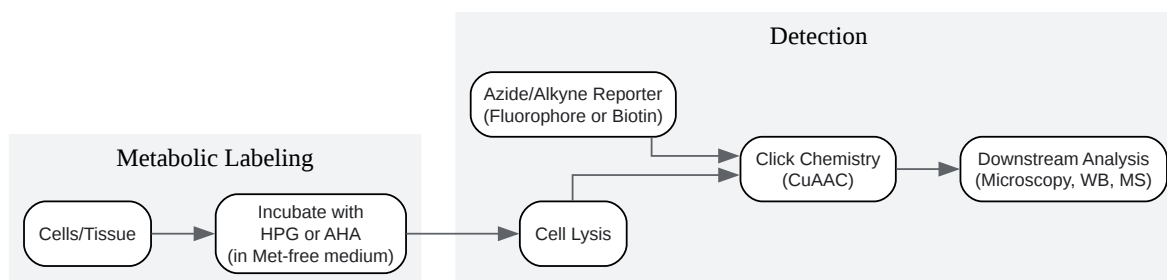 Metabolic Labeling
Cells/Tissue
Incubate with
HPG or AHA
(in Met-free medium)
Detection
Azide/Alkyne Reporter
(Fluorophore or Biotin)
Cell Lysis
Click Chemistry
(CuAAC)
Downstream Analysis
(Microscopy, WB, MS)